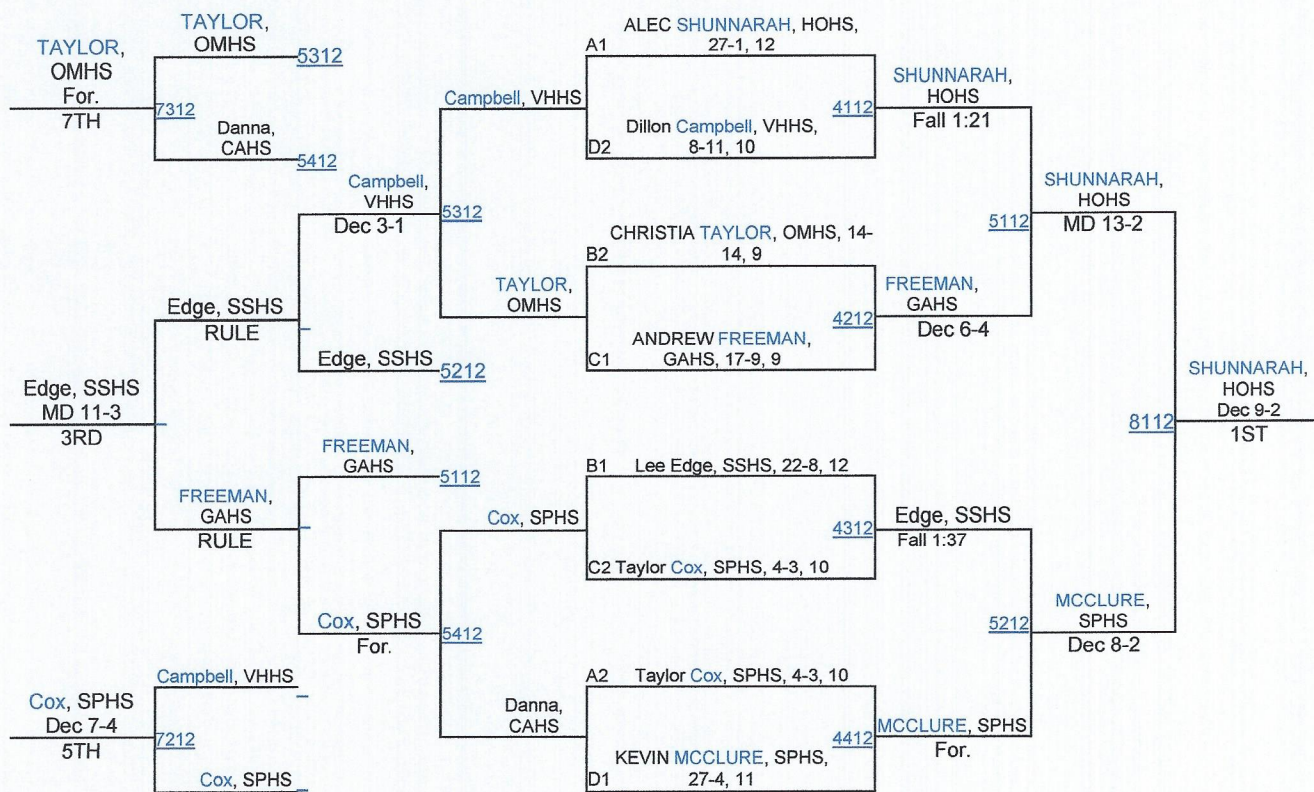 TAYLOR,
OMHS
For.
7TH
7312
TAYLOR,
OMHS
5312
Danna,
CAHS
5412
Edge, SSHS
MD 11-3
3RD
Edge, SSHS
RULE
FREEMAN,
GAHS
RULE
Campbell,
VHHS
Dec 3-1
Edge, SSHS
5212
FREEMAN,
GAHS
5112
Cox, SPHS
For.
Cox, SPHS
Dec 7-4
5TH
7212
Campbell, VHHS
Cox, SPHS
Campbell, VHHS
5312
TAYLOR,
OMHS
Cox, SPHS
5412
Danna,
CAHS
A1
ALEC SHUNNARAH, HOHS,
27-1, 12
4112
D2
Dillon Campbell, VHHS,
8-11, 10
B2
CHRISTIA TAYLOR, OMHS, 14-
14, 9
4212
C1
ANDREW FREEMAN,
GAHS, 17-9, 9
B1 Lee Edge, SSHS, 22-8, 12
4312
C2 Taylor Cox, SPHS, 4-3, 10
A2 Taylor Cox, SPHS, 4-3, 10
4412
D1
KEVIN MCCLURE, SPHS,
27-4, 11
SHUNNARAH,
HOHS
Fall 1:21
5112
FREEMAN,
GAHS
Dec 6-4
Edge, SSHS
Fall 1:37
5212
MCCLURE, SPHS
For.
SHUNNARAH,
HOHS
MD 13-2
8112
MCCLURE,
SPHS
Dec 8-2
SHUNNARAH,
HOHS
Dec 9-2
1ST